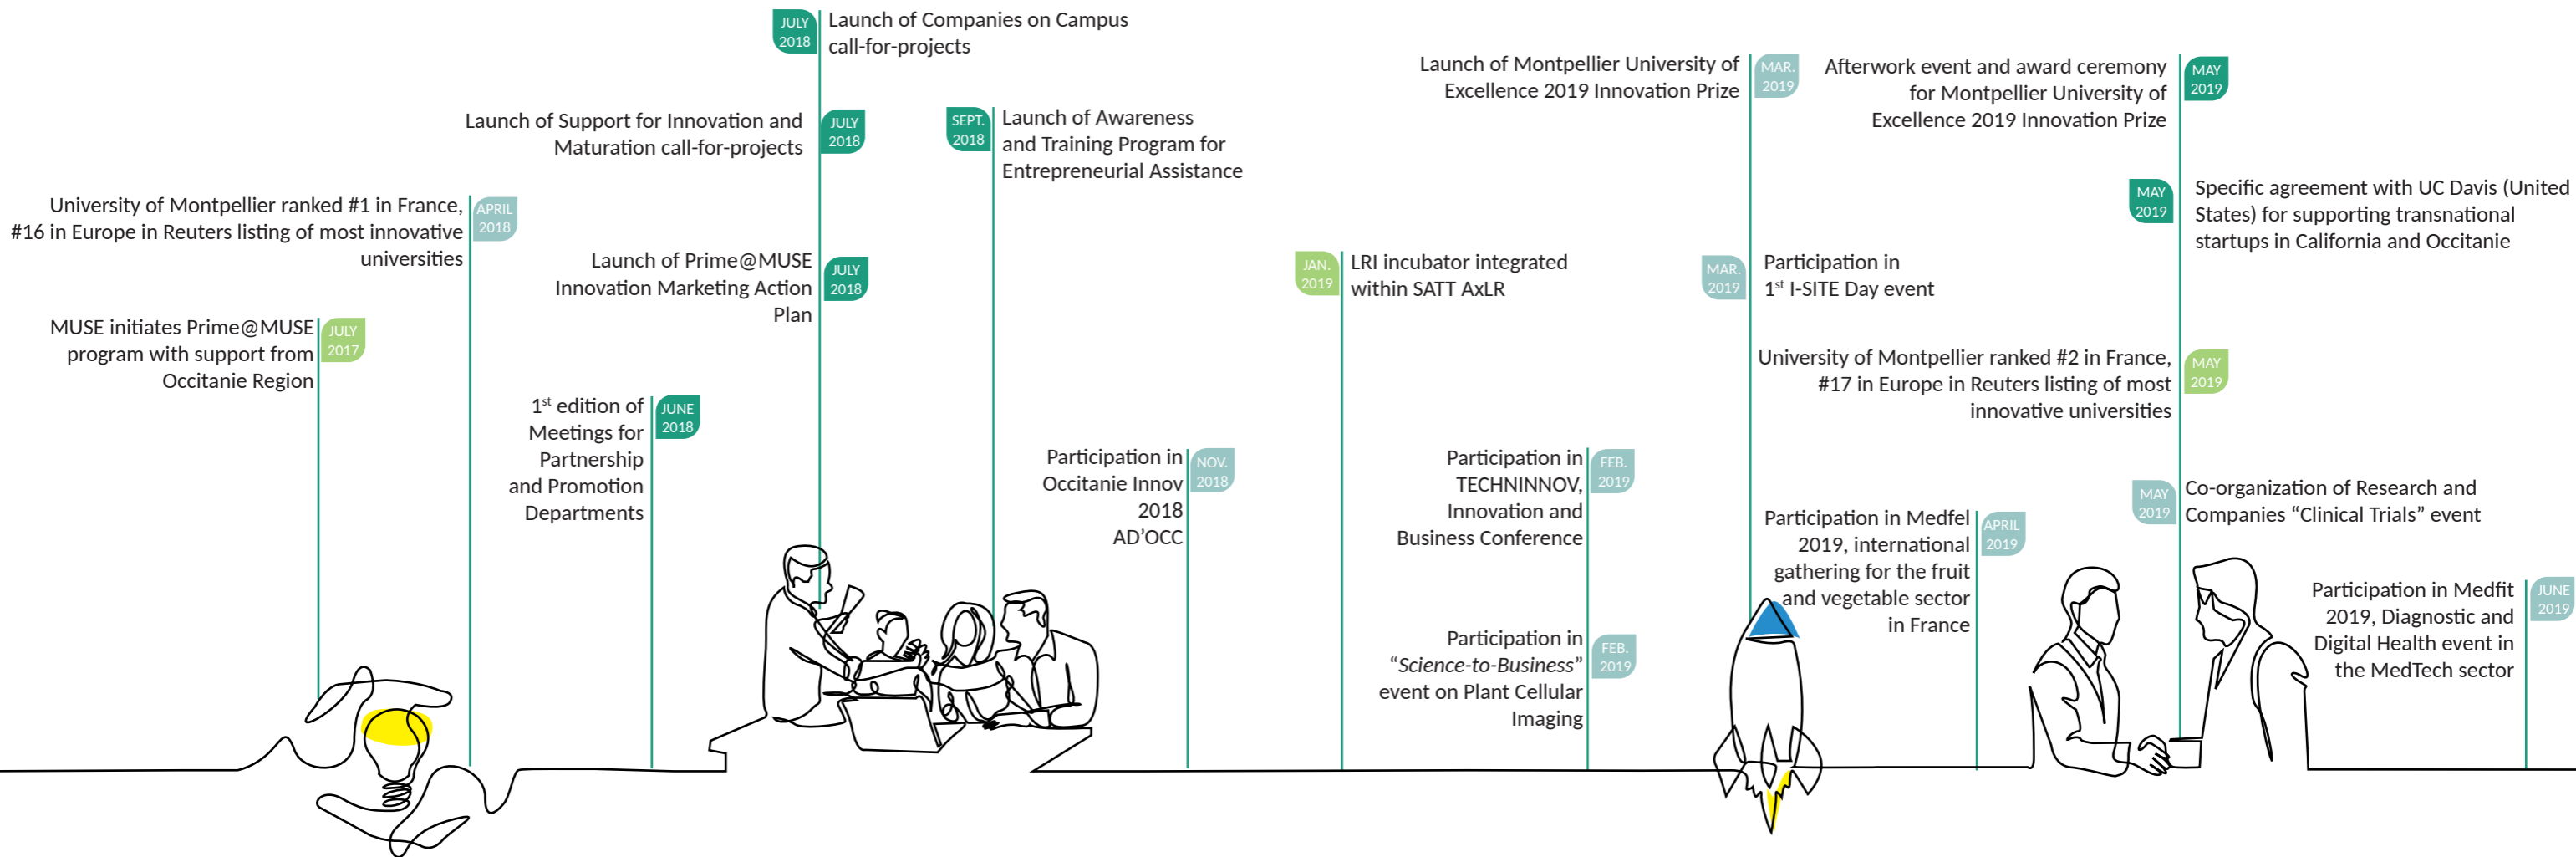 JULY
2017
MUSE initiates Prime@MUSE
program with support from
Occitanie Region
APRIL
2018
University of Montpellier ranked #1 in France,
#16 in Europe in Reuters listing of most innovative
universities
JUNE
2018
1st edition of
Meetings for
Partnership
and Promotion
Departments
JULY
2018
Launch of Companies on Campus
call-for-projects
JULY
2018
Launch of Support for Innovation and
Maturation call-for-projects
JULY
2018
Launch of Prime@MUSE
Innovation Marketing Action
Plan
SEPT.
2018
Launch of Awareness
and Training Program for
Entrepreneurial Assistance
NOV.
2018
Participation in
Occitanie Innov
2018
AD’OCC
JAN.
2019
LRI incubator integrated
within SATT AxLR
FEB.
2019
Participation in
TECHNINNOV,
Innovation and
Business Conference
FEB.
2019
Participation in
“Science-to-Business”
event on Plant Cellular
Imaging
MAR.
2019
Launch of Montpellier University of
Excellence 2019 Innovation Prize
MAR.
2019
Participation in
1st I-SITE Day event
APRIL
2019
Participation in Medfel
2019, international
gathering for the fruit
and vegetable sector
in France
MAY
2019
Afterwork event and award ceremony
for Montpellier University of
Excellence 2019 Innovation Prize
MAY
2019
Specific agreement with UC Davis (United
States) for supporting transnational
startups in California and Occitanie
MAY
2019
University of Montpellier ranked #2 in France,
#17 in Europe in Reuters listing of most
innovative universities
MAY
2019
Co-organization of Research and
Companies “Clinical Trials” event
JUNE
2019
Participation in Medfit
2019, Diagnostic and
Digital Health event in
the MedTech sector